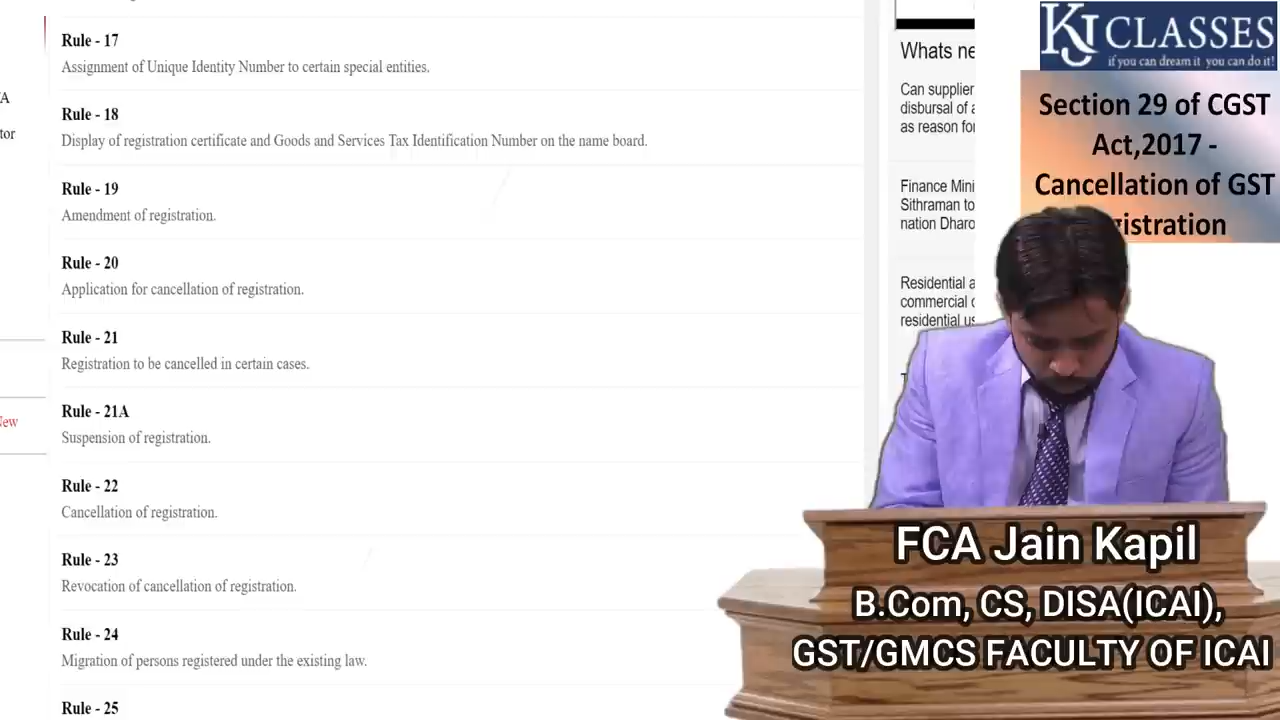 Rule - 17
Assignment of Unique Identity Number to certain special entities.
Rule - 18
Display of registration certificate and Goods and Services Tax Identification Number on the name board.
Rule - 19
Amendment of registration.
Rule - 20
Application for cancellation of registration.
Rule - 21
Registration to be cancelled in certain cases.
Rule - 21A
Suspension of registration.
Rule - 22
Cancellation of registration.
Rule - 23
Revocation of cancellation of registration.
Rule - 24
Migration of persons registered under the existing law.
Rule - 25
Whats ne
Can supplier
disbursal of a
as reason for
Finance Mini
Sithraman to
nation Dharo
Residential a
commercial
residential us
KJ CLASSES
if you can dream it you can do it!
Section 29 of CGST
Act,2017 -
Cancellation of GST
gistration
FCA Jain Kapil
B.Com, CS, DISA(ICAI),
GST/GMCS FACULTY OF ICAI